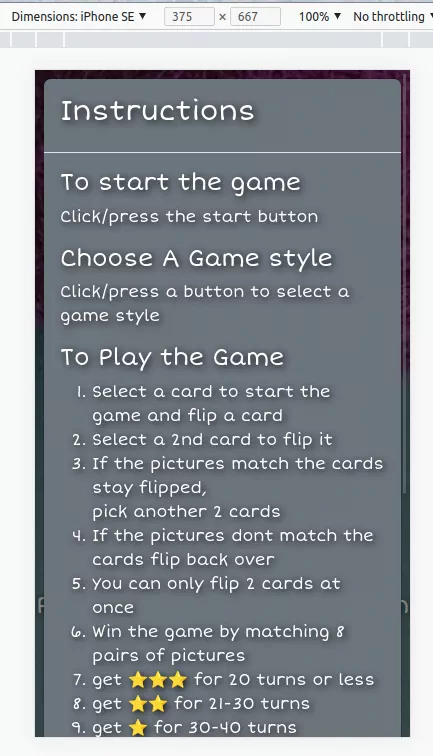 Dimensions: iPhone SE ▼ 375 × 667 100% ▼ No throttling
Instructions
To start the game
Click/press the start button
Choose A Game style
Click/press a button to select a
game style
To Play the Game
1. Select a card to start the
game and flip a card
2. Select a 2nd card to flip it
3. If the pictures match the cards
stay flipped,
pick another 2 cards
4. If the pictures dont match the
cards flip back over
5. You can only flip 2 cards at
once
6. Win the game by matching 8
pairs of pictures
7. get ⭐⭐⭐ for 20 turns or less
8. get ⭐⭐ for 21-30 turns
9. get ⭐ for 30-40 turns